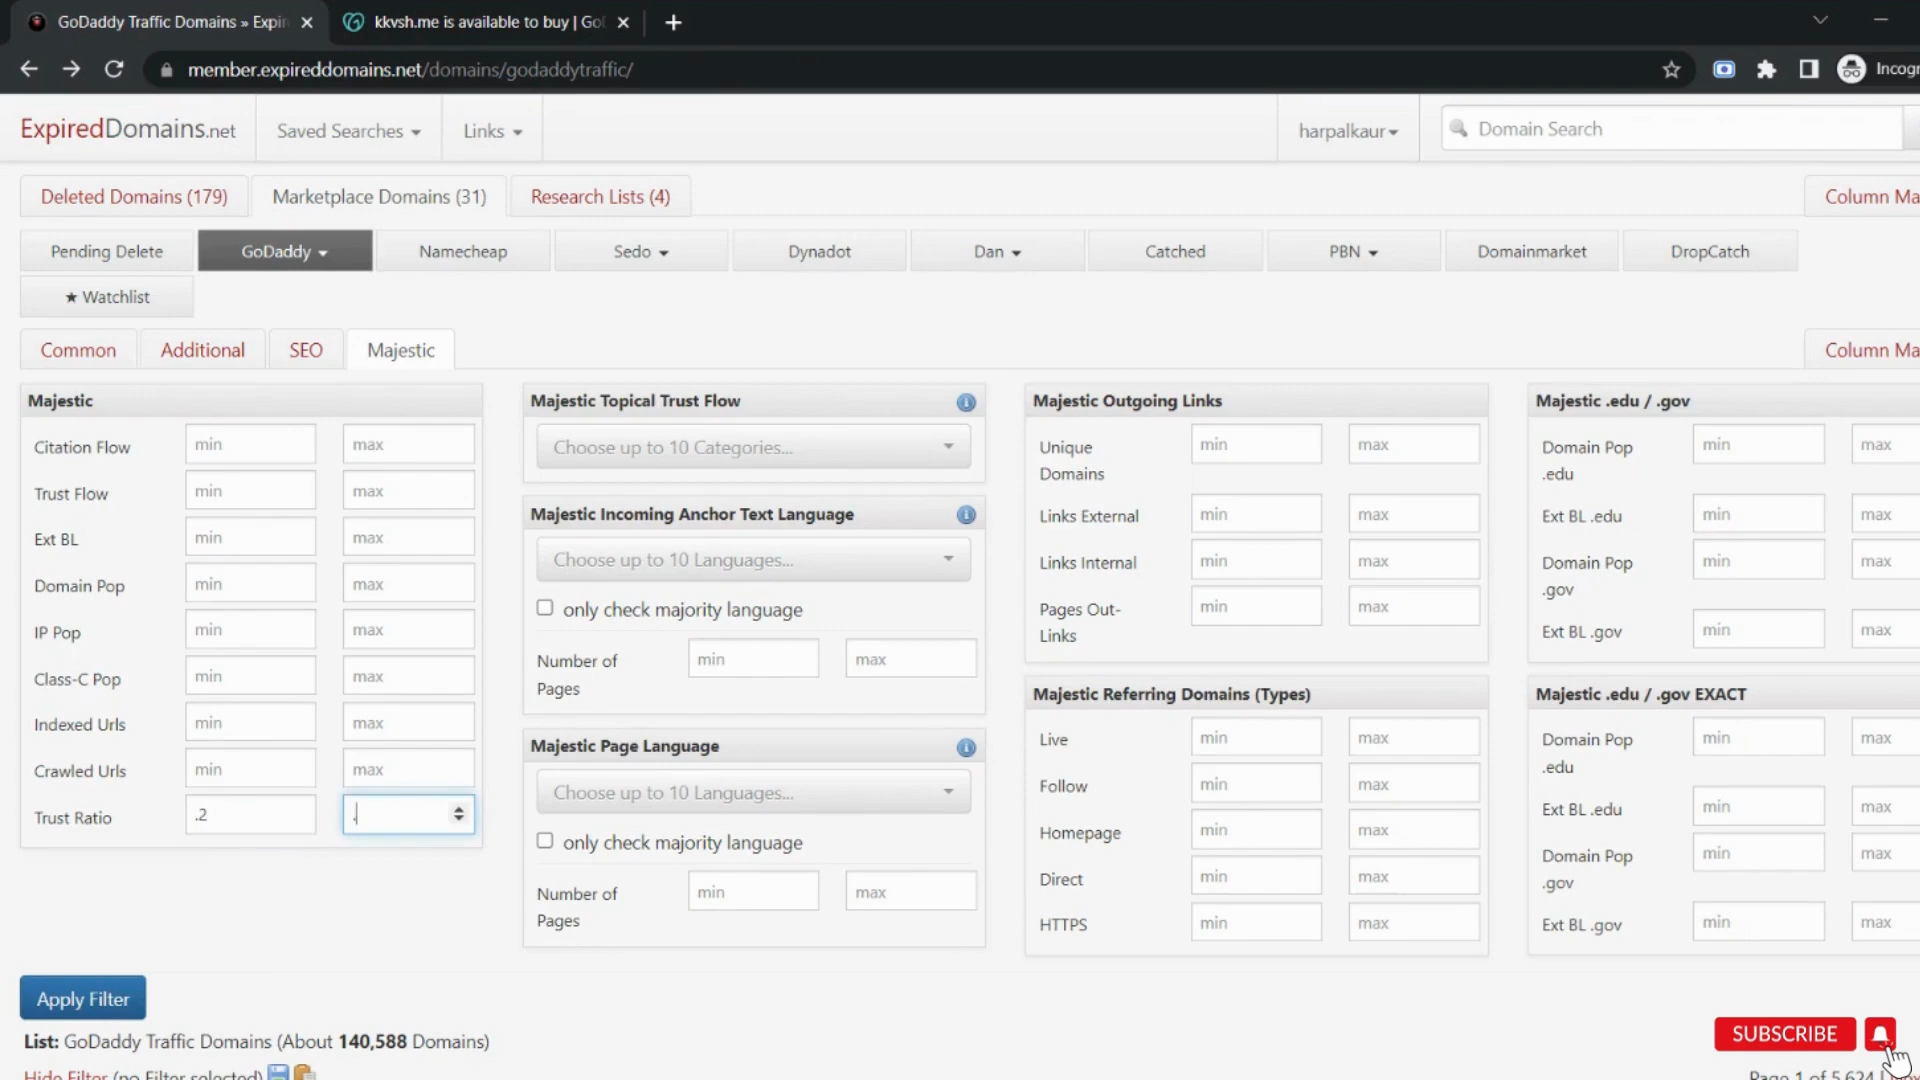 GoDaddy Traffic Domains » Expir
kkvsh.me is available to buy | Go
member.expireddomains.net/domains/godaddytraffic/
Incogn
ExpiredDomains.net
Saved Searches
Links
harpalkaur
Domain Search
Deleted Domains (179)
Marketplace Domains (31)
Research Lists (4)
Column Ma
Pending Delete
GoDaddy
Namecheap
Sedo
Dynadot
Dan
Catched
PBN
Domainmarket
DropCatch
★ Watchlist
Common
Additional
SEO
Majestic
Column Ma
Majestic
Citation Flow min max
Trust Flow min max
Ext BL min max
Domain Pop min max
IP Pop min max
Class-C Pop min max
Indexed Urls min max
Crawled Urls min max
Trust Ratio .2 .
Majestic Topical Trust Flow
Choose up to 10 Categories...
Majestic Incoming Anchor Text Language
Choose up to 10 Languages...
only check majority language
Number of min max
Pages
Majestic Page Language
Choose up to 10 Languages...
only check majority language
Number of min max
Pages
Majestic Outgoing Links
Unique min max
Domains
Links External min max
Links Internal min max
Pages Out- min max
Links
Majestic Referring Domains (Types)
Live min max
Follow min max
Homepage min max
Direct min max
HTTPS min max
Majestic .edu / .gov
Domain Pop min max
.edu
Ext BL .edu min max
Domain Pop min max
.gov
Ext BL .gov min max
Majestic .edu / .gov EXACT
Domain Pop min max
.edu
Ext BL .edu min max
Domain Pop min max
.gov
Ext BL .gov min max
Apply Filter
List: GoDaddy Traffic Domains (About 140,588 Domains)
SUBSCRIBE
Hide Filter (no Filter selected)
Page 1 of 5,624